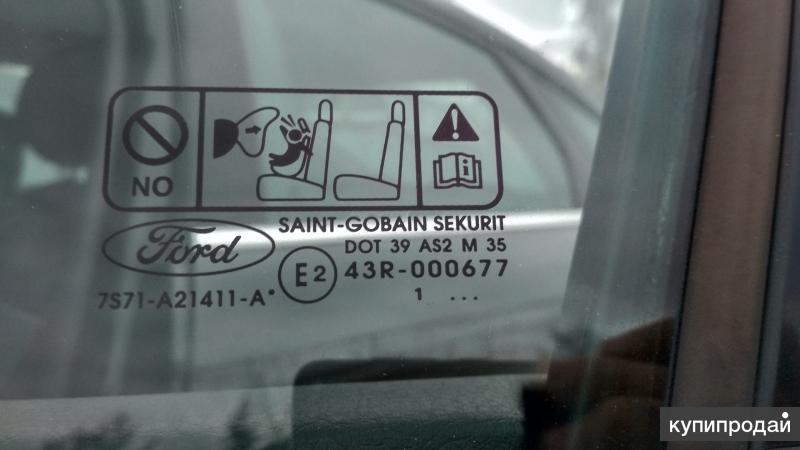 NO
Ford
SAINT-GOBAIN SEKURIT
DOT 39 AS2 M 35
E2
43R-000677
7S71-A21411-A*
1 ...
купипродай